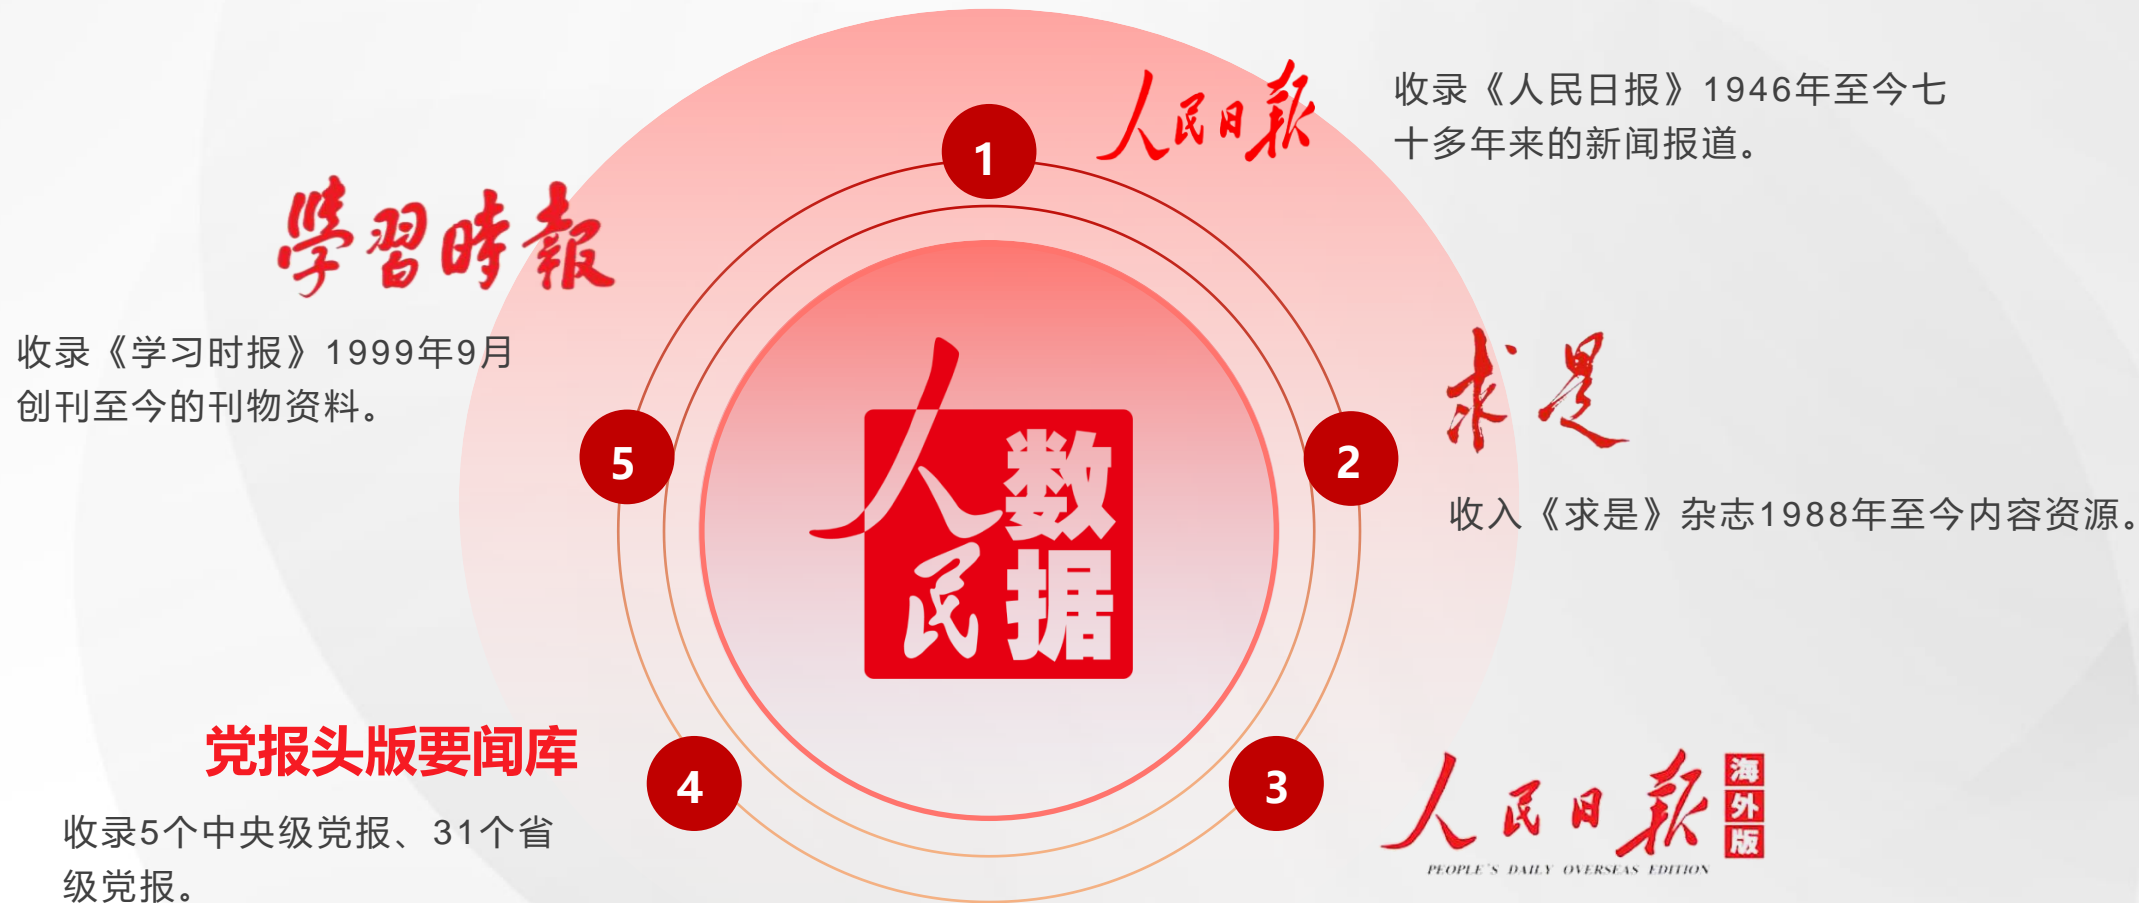 1
人民日报
收录《人民日报》1946年至今七
十多年来的新闻报道。
2
求是
收入《求是》杂志1988年至今内容资源。
3
人民日报
海外版
PEOPLE'S DAILY OVERSEAS EDITION
4
党报头版要闻库
收录5个中央级党报、31个省
级党报。
5
學習時報
收录《学习时报》1999年9月
创刊至今的刊物资料。
人民
数据